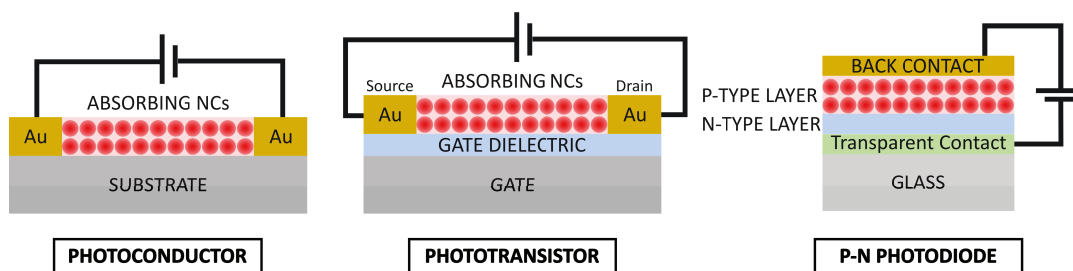 ABSORBING NCs
Au
Au
SUBSTRATE
PHOTOCONDUCTOR
Source
ABSORBING NCs
Drain
Au
Au
GATE DIELECTRIC
GATE
PHOTOTRANSISTOR
BACK CONTACT
P-TYPE LAYER
N-TYPE LAYER
Transparent Contact
GLASS
P-N PHOTODIODE